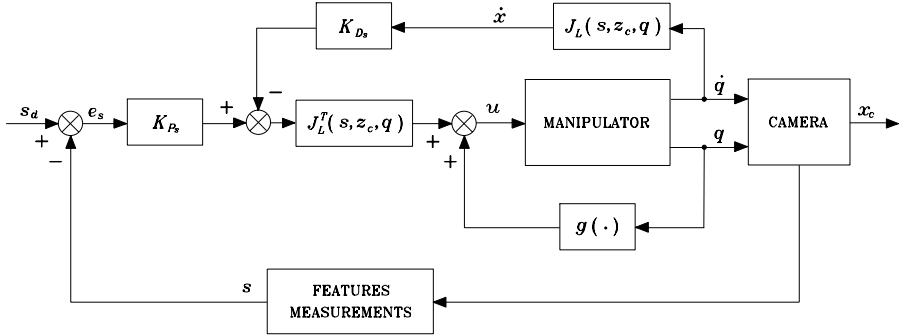 K_{D_s}
ẋ
J_L(s, z_c, q)
s_d
+
−
e_s
K_{P_s}
+
−
J_L^T(s, z_c, q)
+
+
u
MANIPULATOR
q̇
q
CAMERA
x_c
g(·)
s
FEATURES
MEASUREMENTS